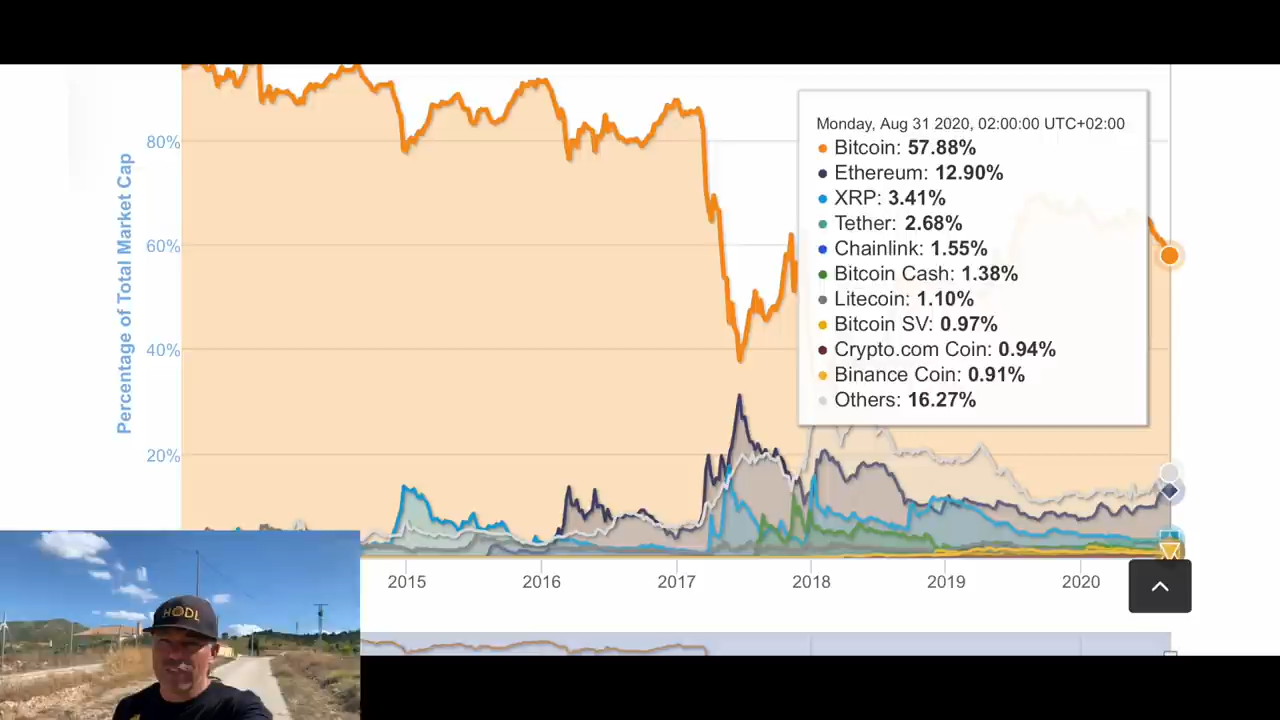 Percentage of Total Market Cap
80%
60%
40%
20%
Monday, Aug 31 2020, 02:00:00 UTC+02:00
Bitcoin: 57.88%
Ethereum: 12.90%
XRP: 3.41%
Tether: 2.68%
Chainlink: 1.55%
Bitcoin Cash: 1.38%
Litecoin: 1.10%
Bitcoin SV: 0.97%
Crypto.com Coin: 0.94%
Binance Coin: 0.91%
Others: 16.27%
2015 2016 2017 2018 2019 2020
HODL